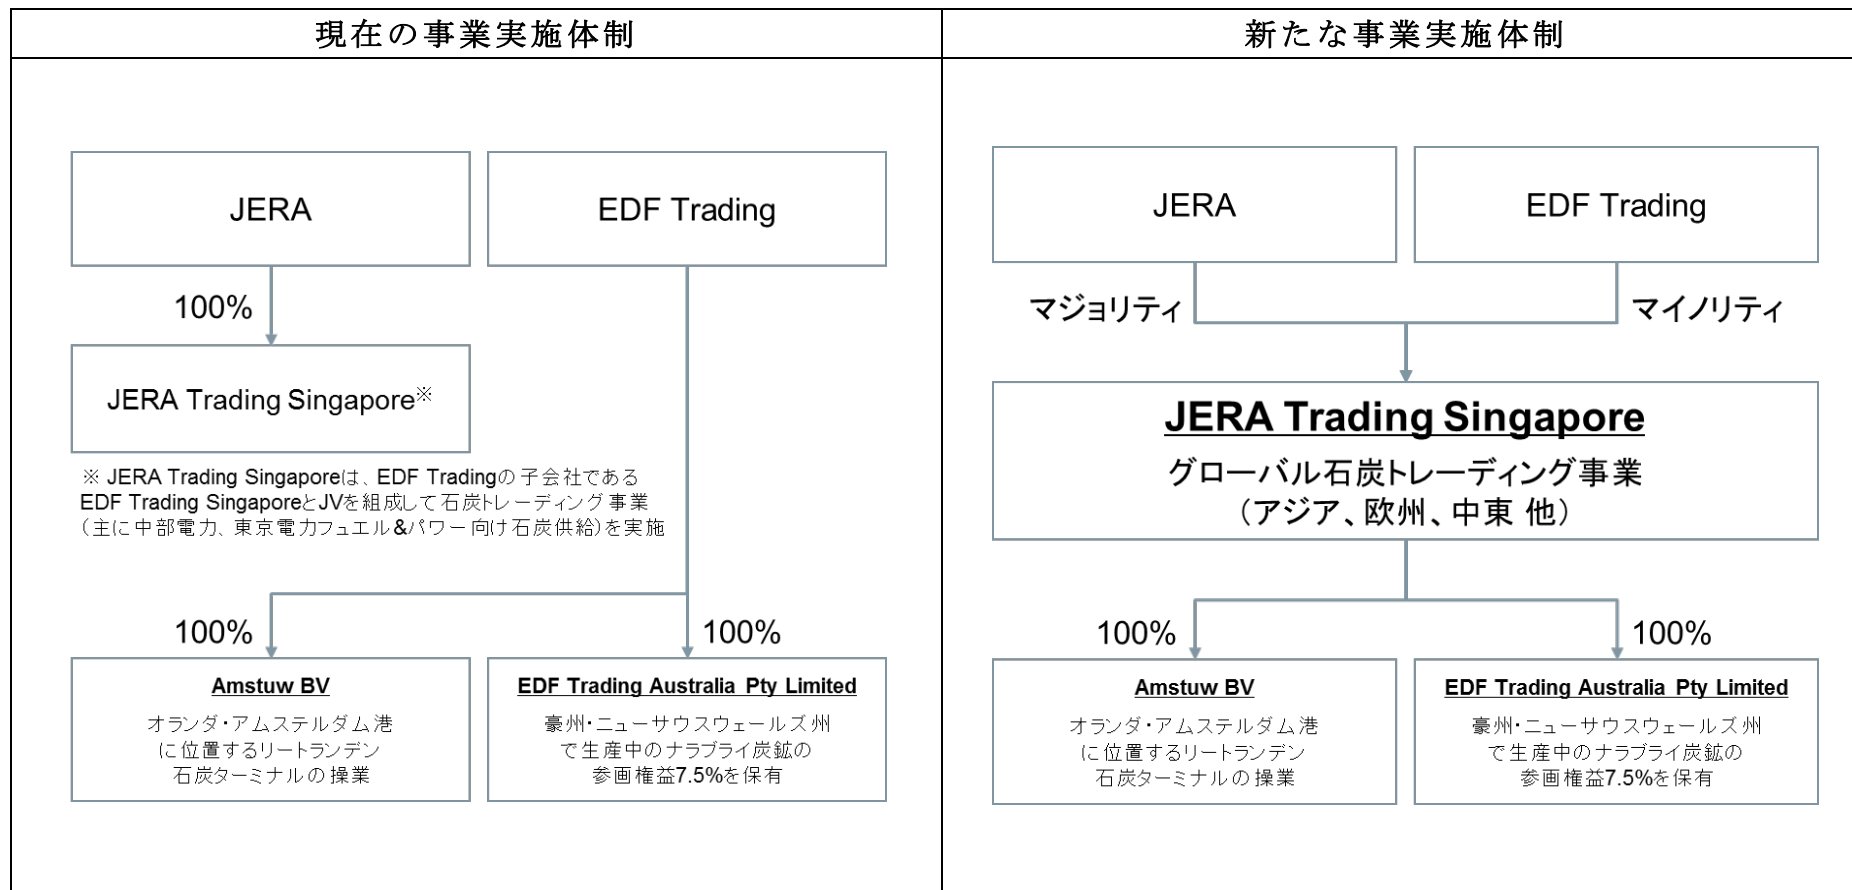 現在の事業実施体制
JERA
EDF Trading
100%
JERA Trading Singapore※
※ JERA Trading Singaporeは、EDF Tradingの子会社である
EDF Trading SingaporeとJVを組成して石炭トレーディング事業
（主に中部電力、東京電力フュエル&パワー向け石炭供給)を実施
100%
100%
Amstuw BV
オランダ・アムステルダム港
に位置するリートランデン
石炭ターミナルの操業
EDF Trading Australia Pty Limited
豪州・ニューサウスウェールズ州
で生産中のナラブライ炭鉱の
参画権益7.5%を保有
新たな事業実施体制
JERA
EDF Trading
マジョリティ
マイノリティ
JERA Trading Singapore
グローバル石炭トレーディング事業
（アジア、欧州、中東 他）
100%
100%
Amstuw BV
オランダ・アムステルダム港
に位置するリートランデン
石炭ターミナルの操業
EDF Trading Australia Pty Limited
豪州・ニューサウスウェールズ州
で生産中のナラブライ炭鉱の
参画権益7.5%を保有